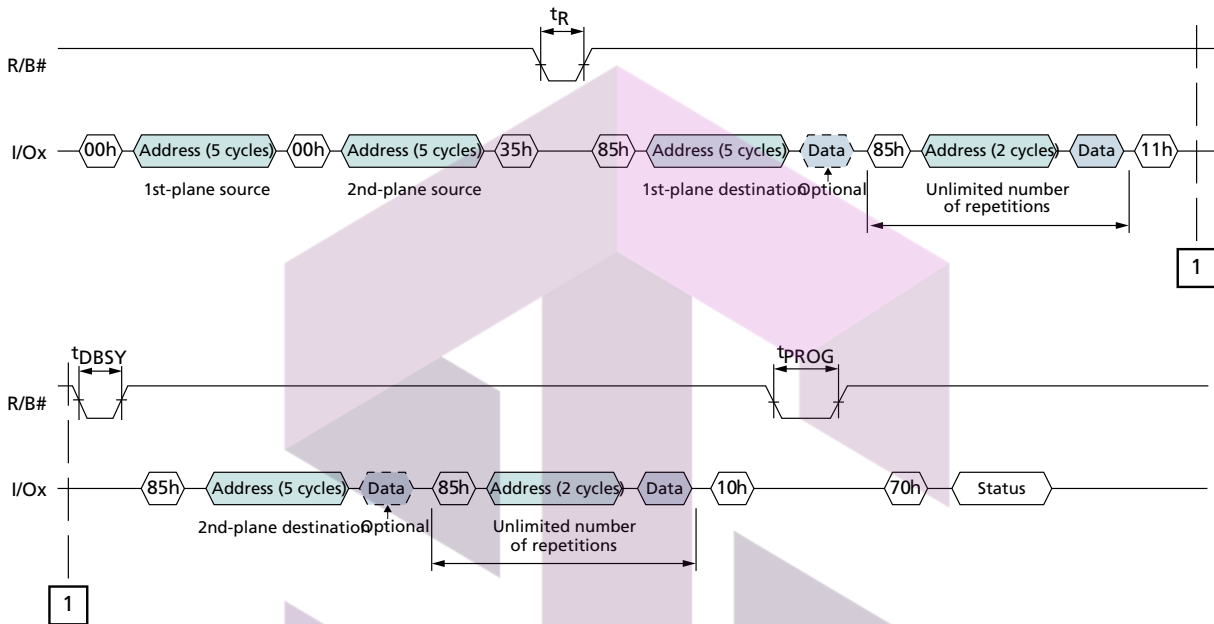 tR
R/B#
I/Ox 00h Address (5 cycles) 00h Address (5 cycles) 35h 85h Address (5 cycles) Data 85h Address (2 cycles) Data 11h
1st-plane source 2nd-plane source 1st-plane destination Optional Unlimited number
of repetitions
1
tDBSY tPROG
R/B#
I/Ox 85h Address (5 cycles) Data 85h Address (2 cycles) Data 10h 70h Status
2nd-plane destination Optional Unlimited number
of repetitions
1